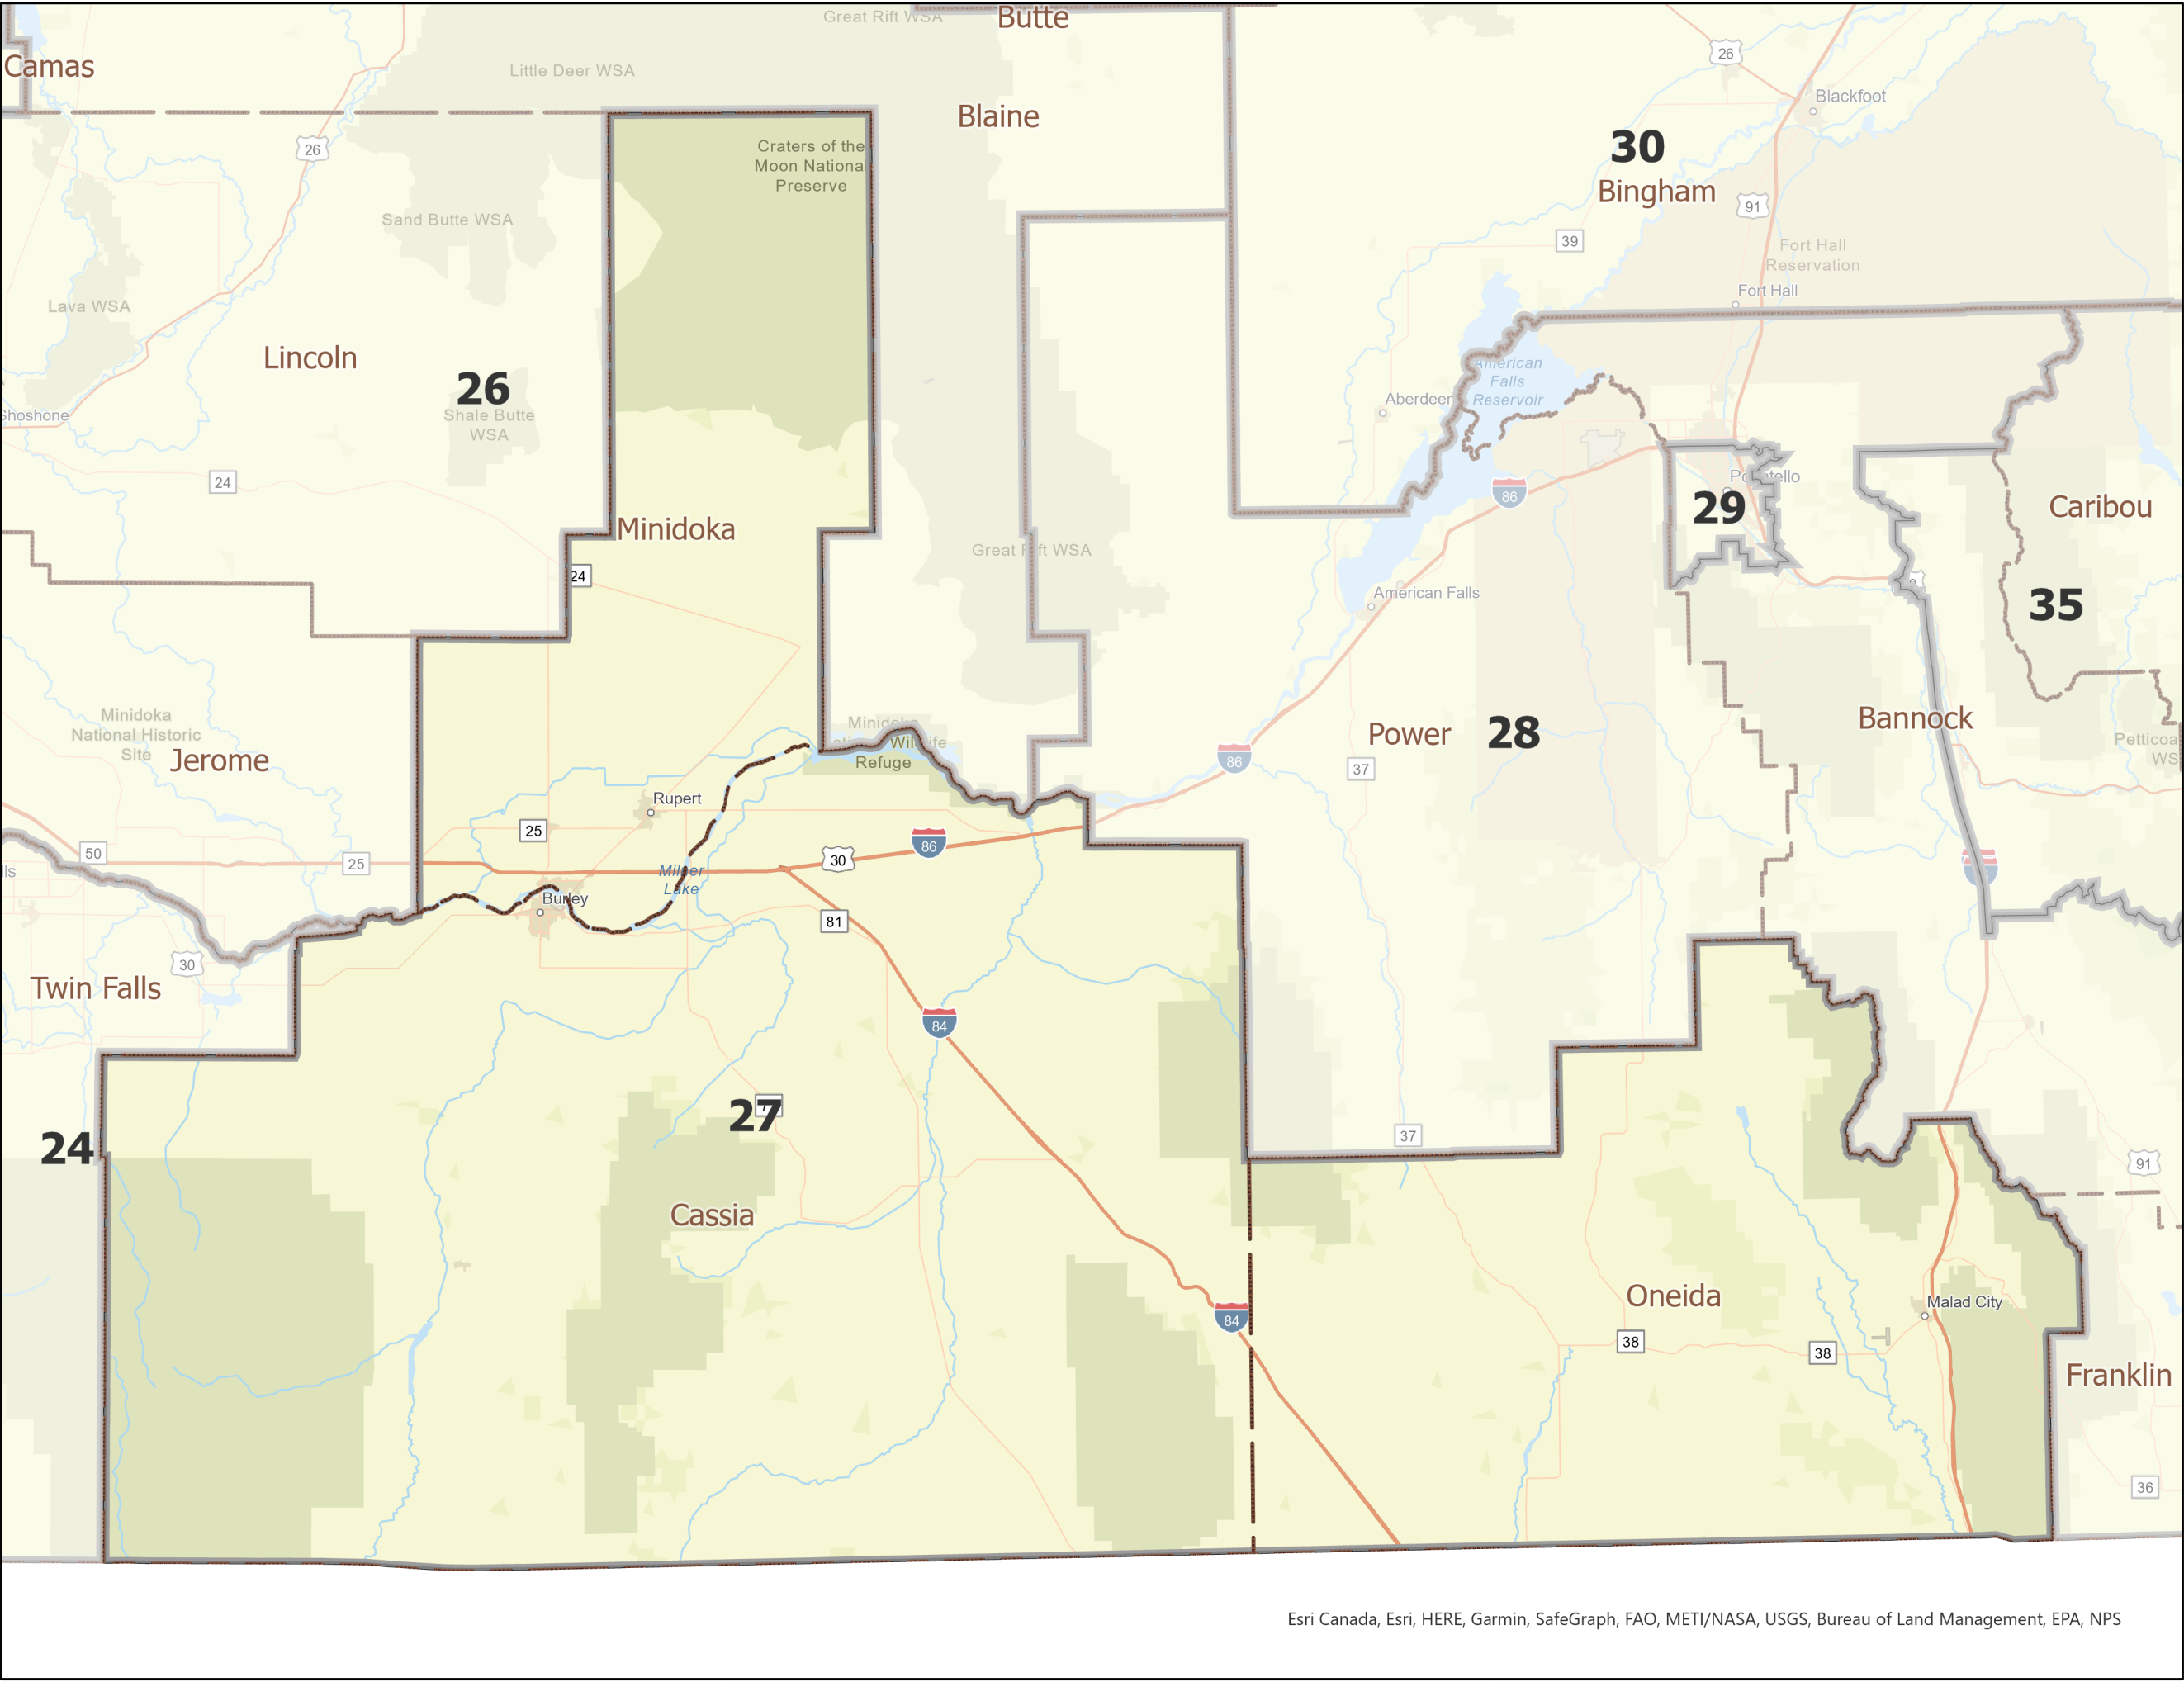 Great Rift WSA
Butte
Camas
Little Deer WSA
26
Blackfoot
Blaine
30
Bingham
26
Craters of the
Moon National
Preserve
Sand Butte WSA
91
39
Fort Hall
Reservation
Fort Hall
Lava WSA
Lincoln
26
Shale Butte
WSA
Shoshone
American
Falls
Reservoir
Aberdeen
24
Minidoka
86
29
Caribou
Great Rift WSA
24
American Falls
35
Minidoka
National Historic
Site
Jerome
Wildlife
Refuge
Power
28
Bannock
86
37
Rupert
25
50
25
30
86
Milner
Lake
Burley
81
30
Twin Falls
84
24
27
37
91
Cassia
Oneida
Malad City
84
38
38
Franklin
36
Esri Canada, Esri, HERE, Garmin, SafeGraph, FAO, METI/NASA, USGS, Bureau of Land Management, EPA, NPS